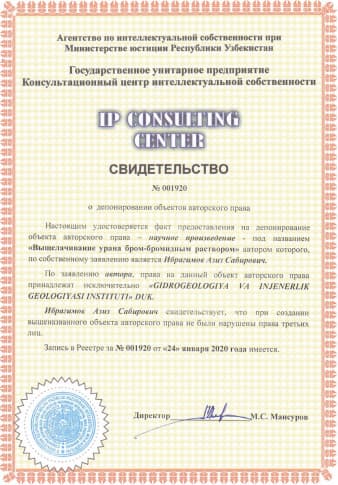 Агентство по интеллектуальной собственности при
Министерстве юстиции Республики Узбекистан
Государственное унитарное предприятие
Консультационный центр интеллектуальной собственности
IP CONSULTING
CENTER
СВИДЕТЕЛЬСТВО
№ 001920
о депонировании объектов авторского права
Настоящим удостоверяется факт предоставления на депонирование
объекта авторского права – научное произведение - под названием
«Выщелачивание урана бром-бромидным раствором» автором которого,
по собственному заявлению является Ибрагимов Азиз Сабирович.
По заявлению автора, права на данный объект авторского права
принадлежит исключительно «GIDROGEOLOGIYA VA INJENERLIK
GEOLOGIYASI INSTITUTI» DUK.
Ибрагимов Азиз Сабирович свидетельствует, что при создании
вышеназванного объекта авторского права не были нарушены права третьих
лиц.
Запись в Реестре за № 001920 от «24» января 2020 года имеется.
Директор М.С. Мансуров